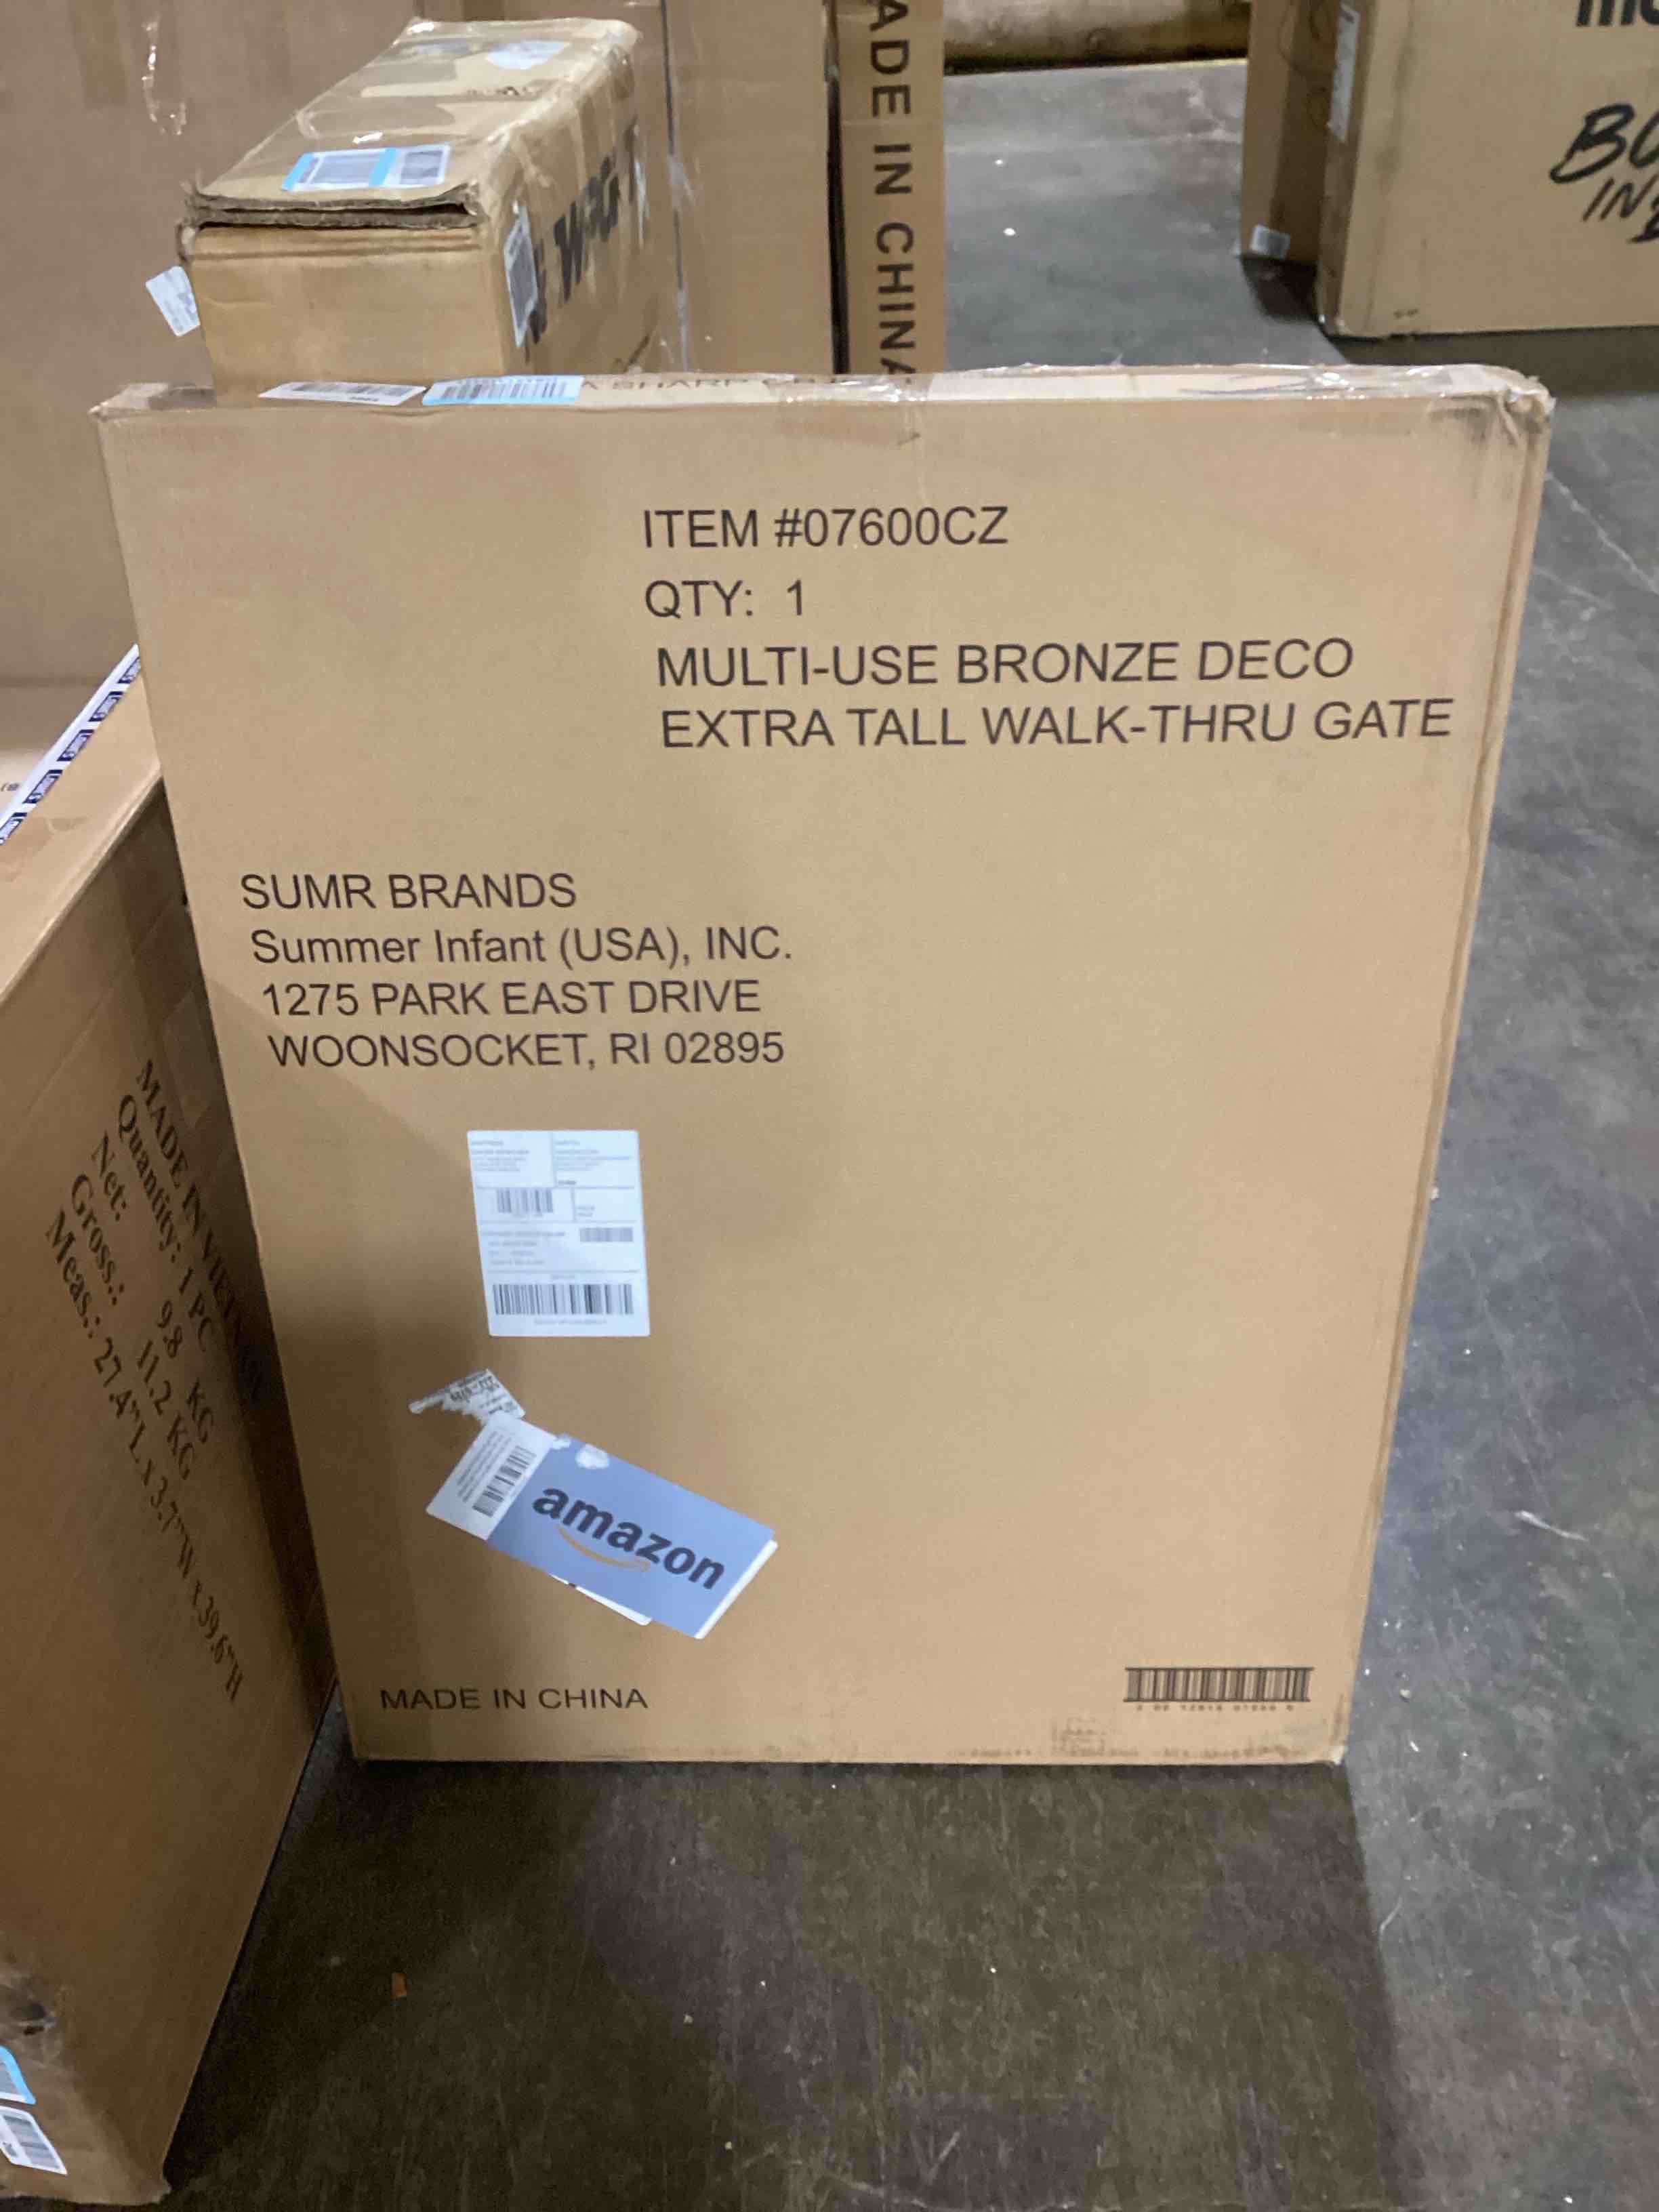 ADE IN CHINA
ITEM #07600CZ
QTY: 1
MULTI-USE BRONZE DECO
EXTRA TALL WALK-THRU GATE
SUMR BRANDS
Summer Infant (USA), INC.
1275 PARK EAST DRIVE
WOONSOCKET, RI 02895
amazon
MADE IN CHINA
MADE IN
Quantity: 1 PC
Net: 9.8 KG
Gross.: 11.2 KG
Meas.: 27.4"L x 3.7"W x 39.6"H